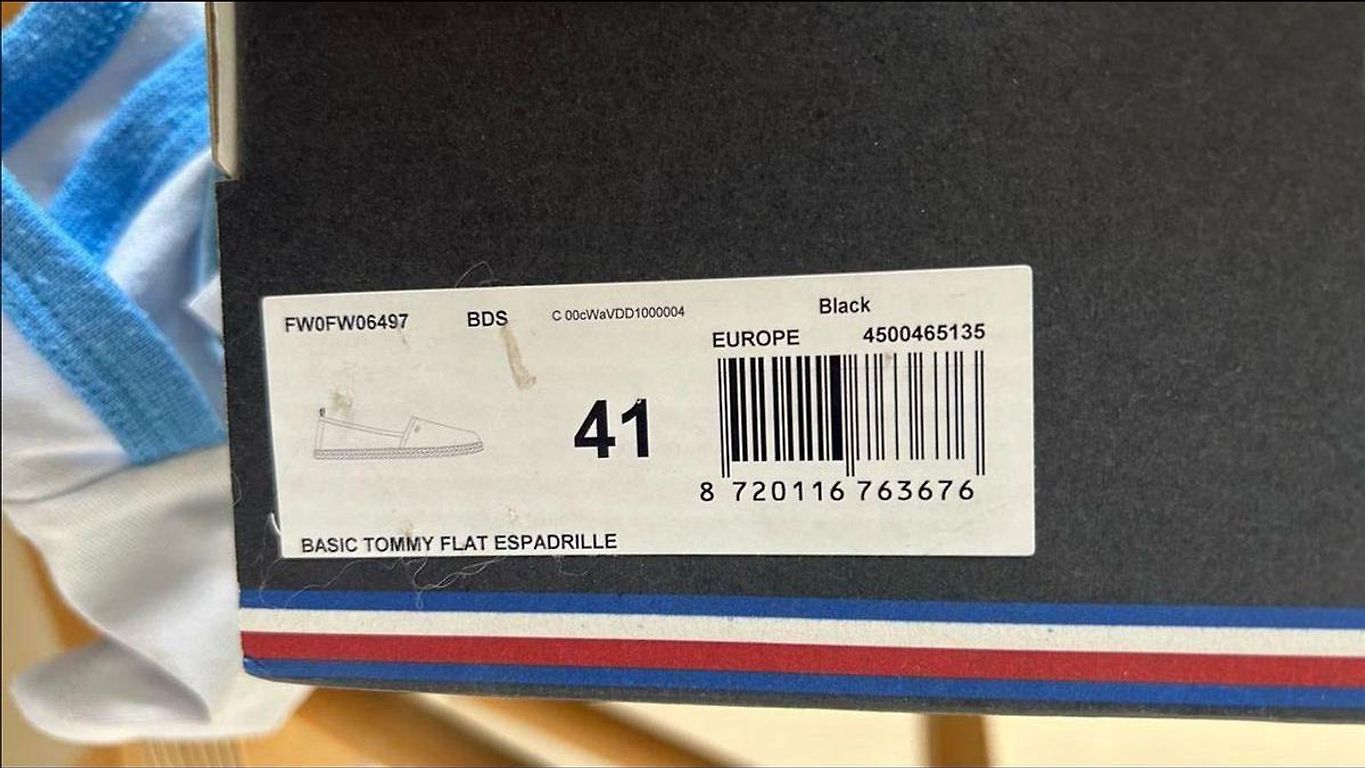 FW0FW06497 BDS C 00cWaVDD1000004 Black
EUROPE 4500465135
41
8 720116 763676
BASIC TOMMY FLAT ESPADRILLE